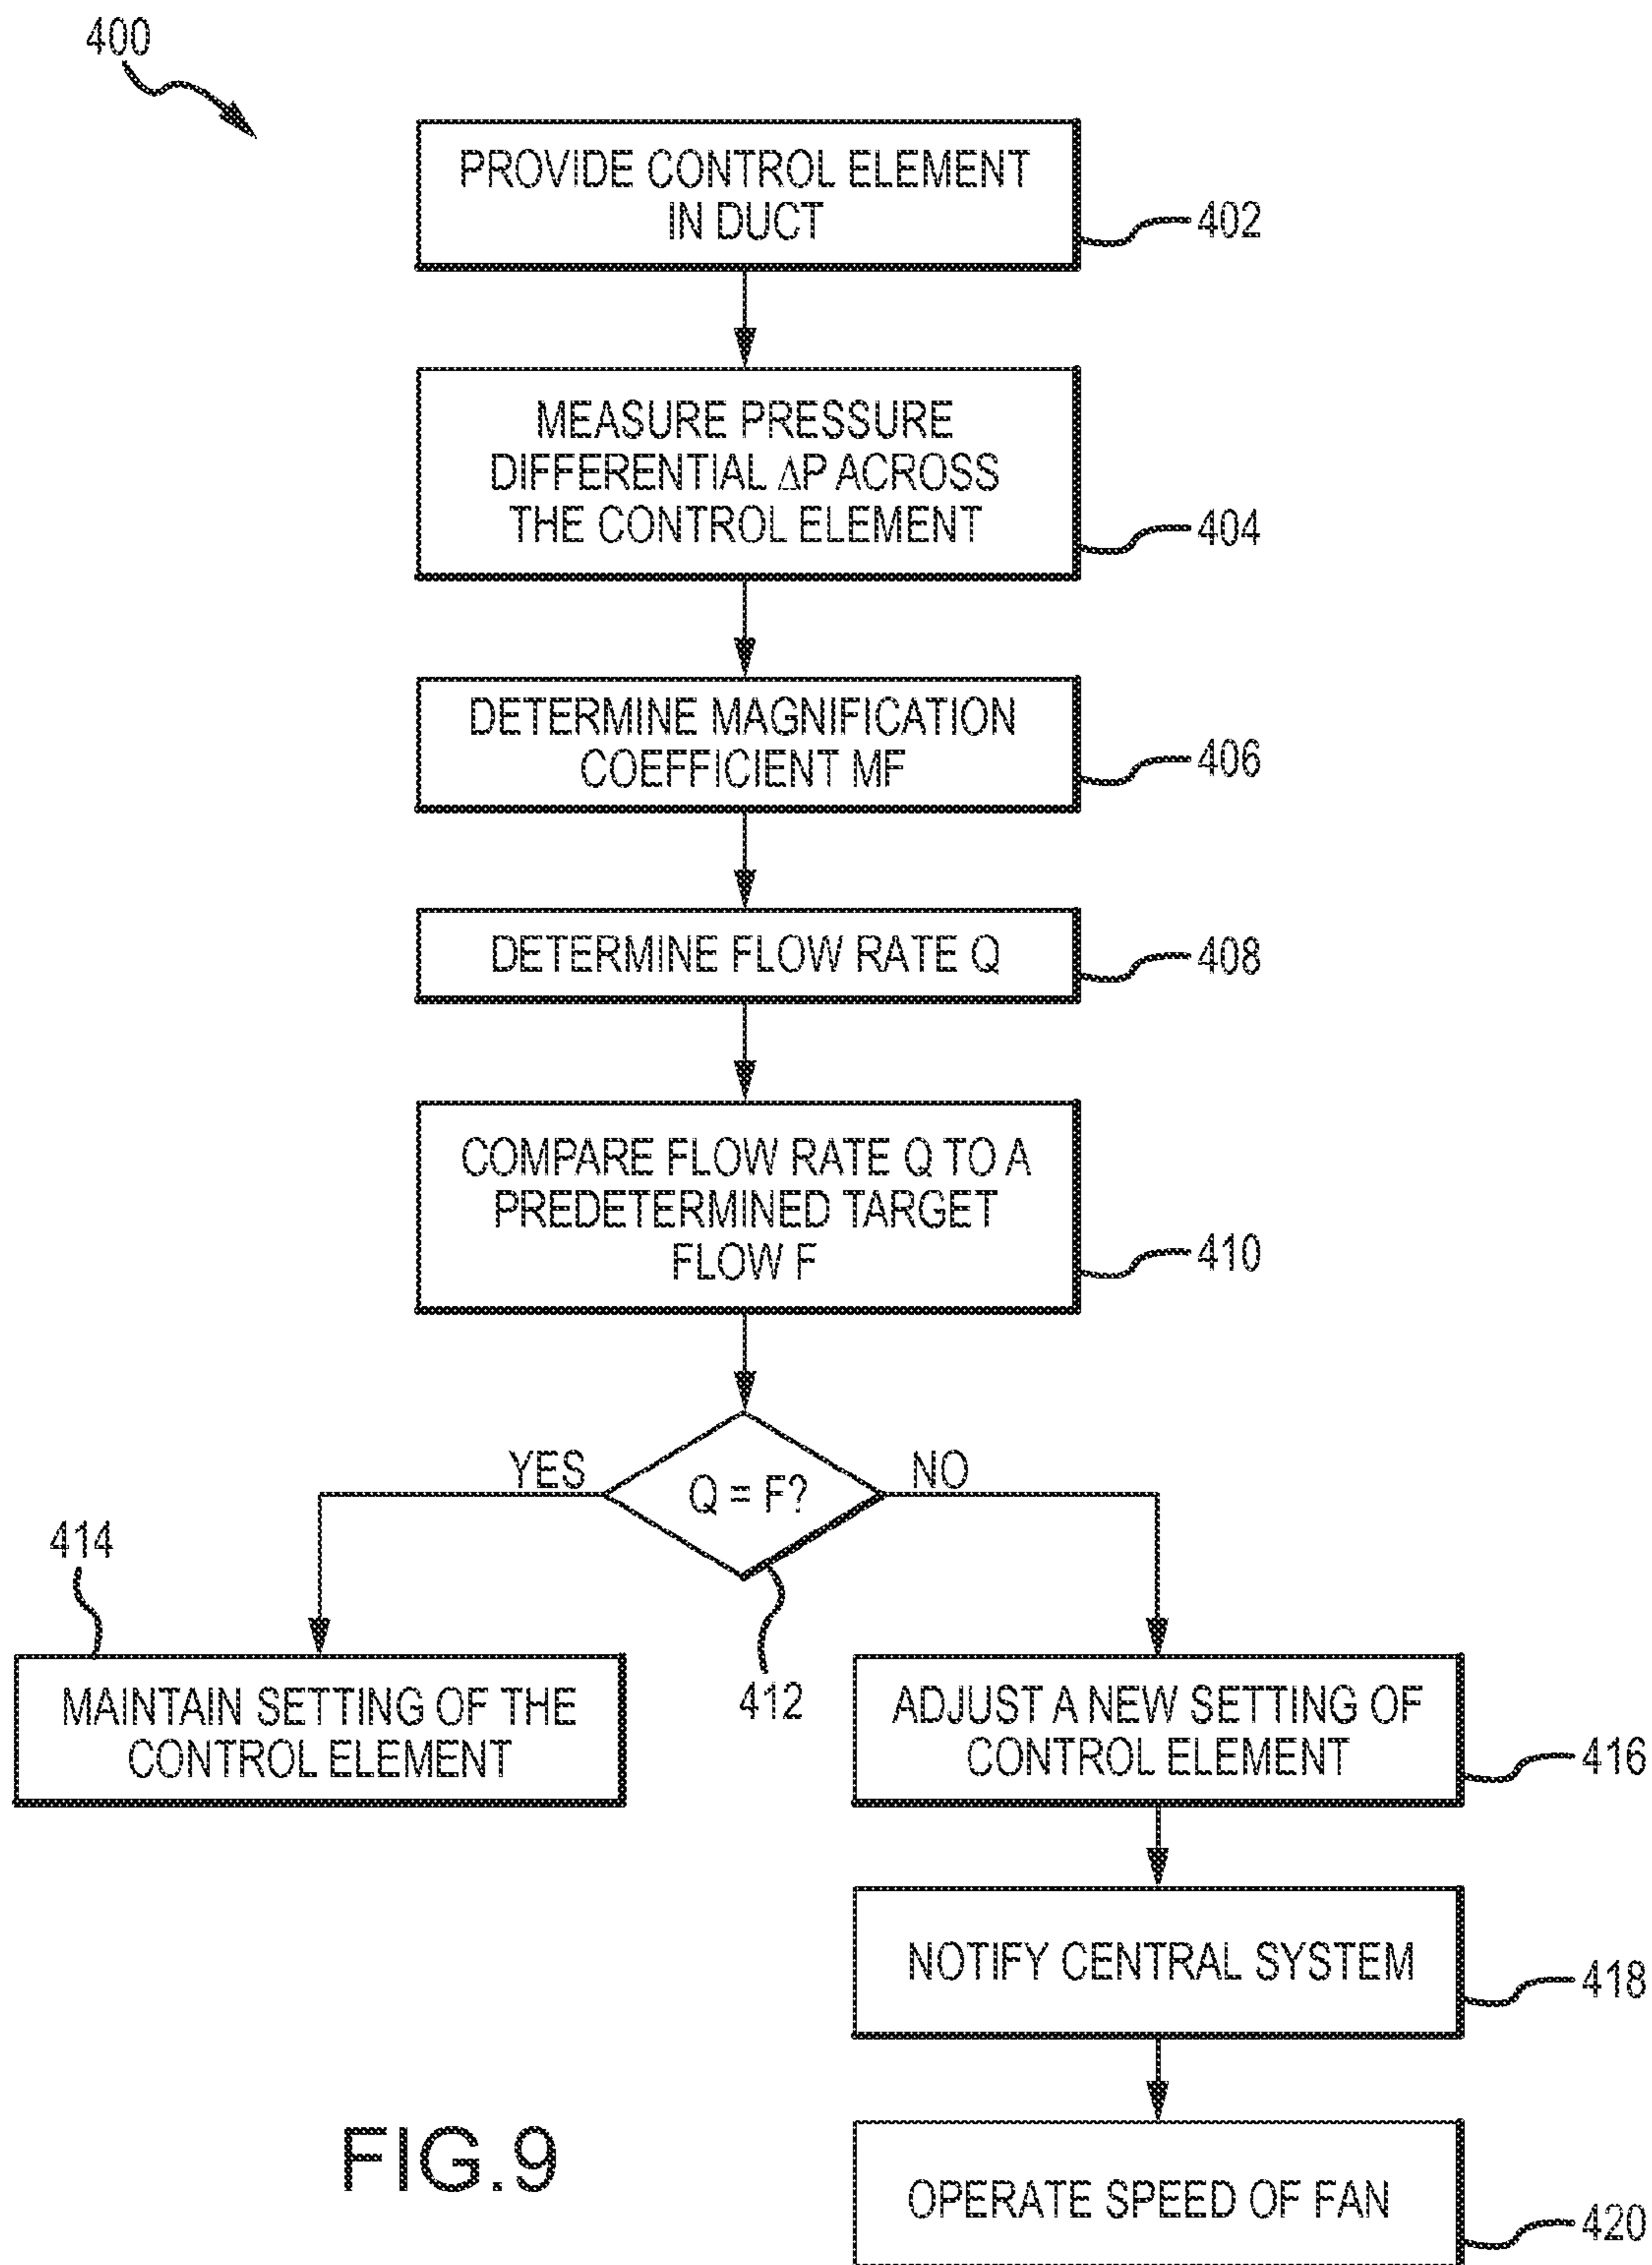 400
PROVIDE CONTROL ELEMENT
IN DUCT
402
MEASURE PRESSURE
DIFFERENTIAL ΔP ACROSS
THE CONTROL ELEMENT
404
DETERMINE MAGNIFICATION
COEFFICIENT MF
406
DETERMINE FLOW RATE Q
408
COMPARE FLOW RATE Q TO A
PREDETERMINED TARGET
FLOW F
410
YES
Q = F?
NO
414
412
MAINTAIN SETTING OF THE
CONTROL ELEMENT
ADJUST A NEW SETTING OF
CONTROL ELEMENT
416
NOTIFY CENTRAL SYSTEM
418
OPERATE SPEED OF FAN
420
FIG.9